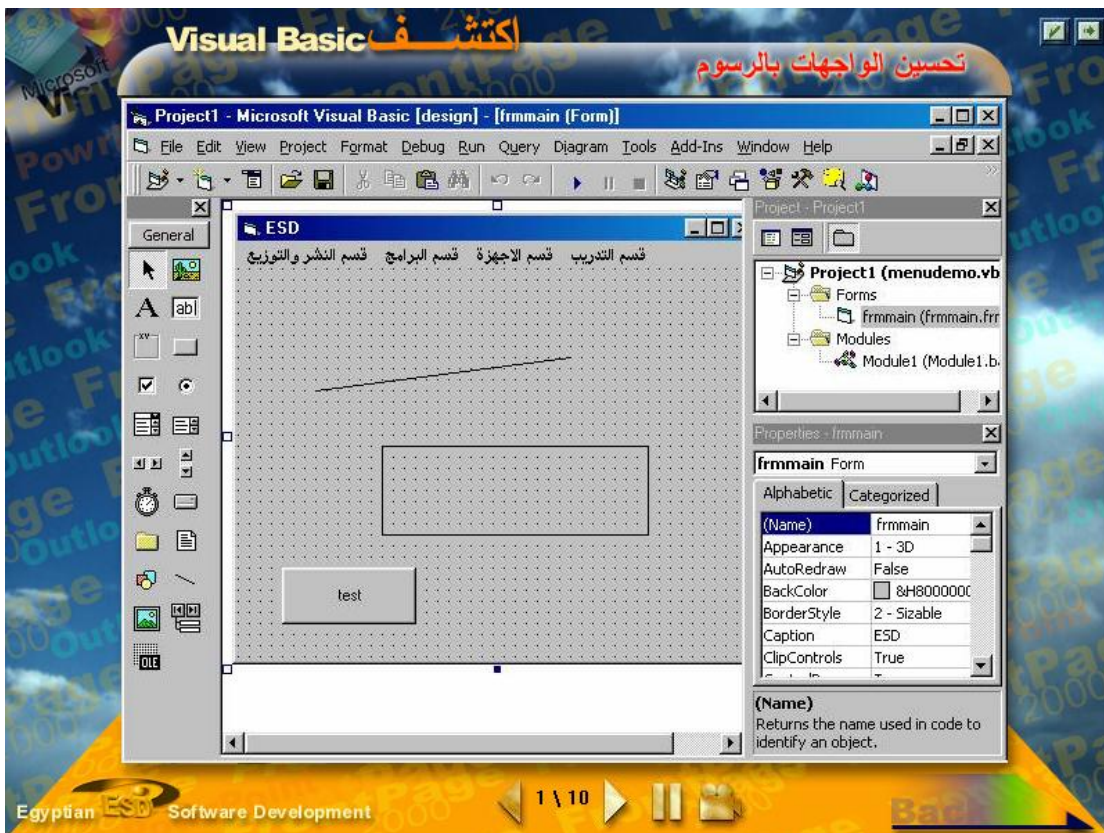 اكتشف Visual Basic
تحسين الواجهات بالرسوم
Project1 - Microsoft Visual Basic [design] - [frmmain (Form)]
File Edit View Project Format Debug Run Query Diagram Tools Add-Ins Window Help
General
ESD
قسم التدريب قسم الاجهزة قسم البرامج قسم النشر والتوزيع
A
ab
xv
OLE
test
Project - Project1
Project1 (menudemo.vb
Forms
frmmain (frmmain.frr
Modules
Module1 (Module1.b
Properties - frmmain
frmmain Form
Alphabetic Categorized
(Name) frmmain
Appearance 1 - 3D
AutoRedraw False
BackColor &H8000000
BorderStyle 2 - Sizable
Caption ESD
ClipControls True
(Name)
Returns the name used in code to
identify an object.
Egyptian ESD Software Development
1 \ 10
Back